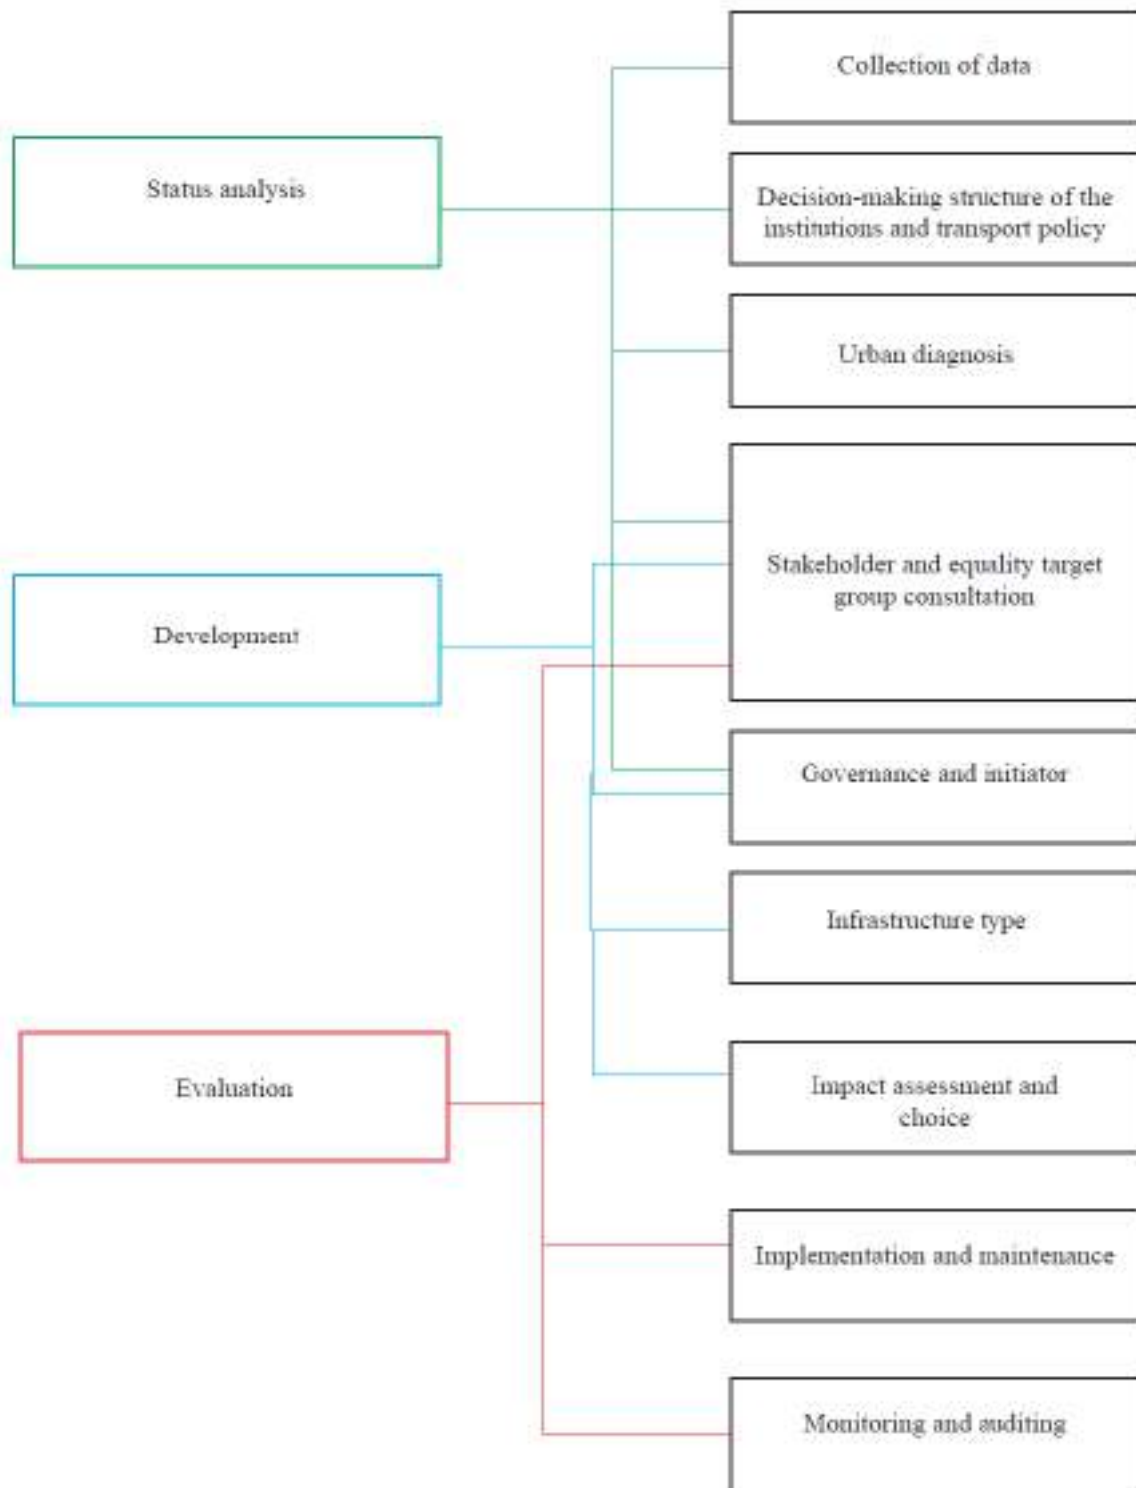 Collection of data
Status analysis
Decision-making structure of the
institutions and transport policy
Urban diagnosis
Stakeholder and equality target
group consultation
Development
Governance and initiator
Infrastructure type
Evaluation
Impact assessment and
choice
Implementation and maintenance
Monitoring and auditing